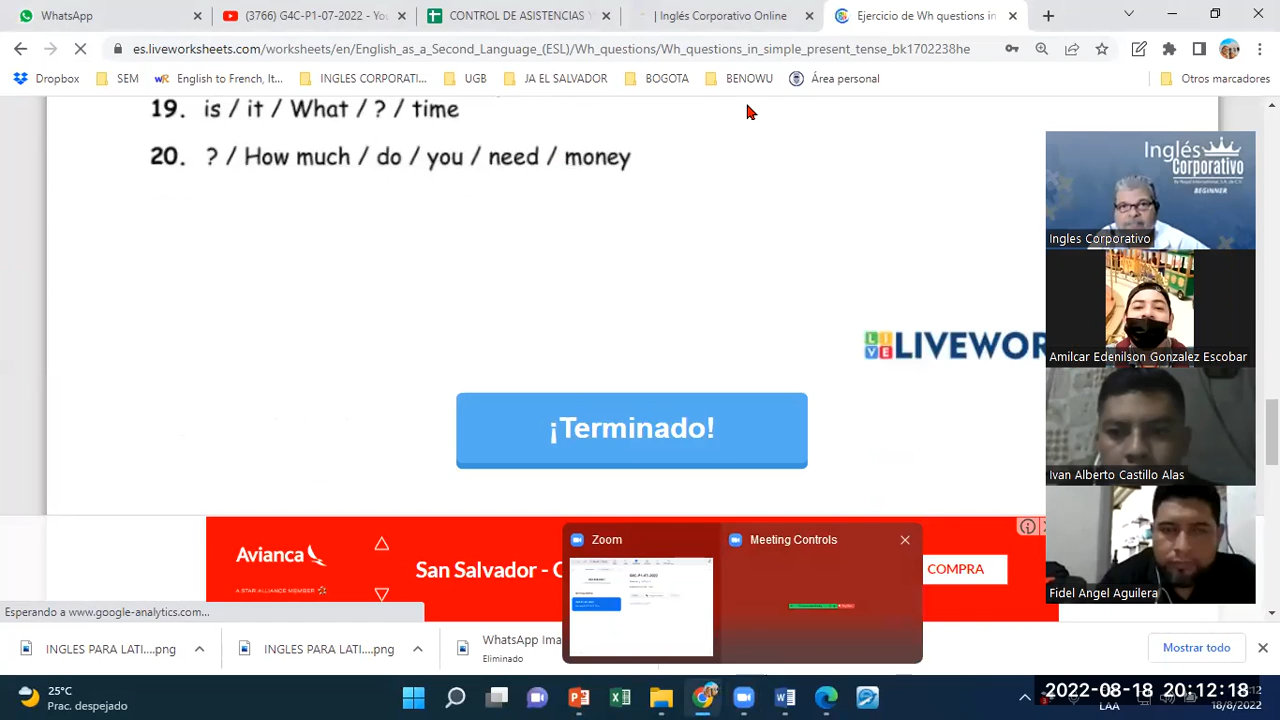 WhatsApp
(3766) G4C-P1-07-2022 - Yo
CONTROL DE ASISTENCIAS Y
| Inglés Corporativo Online
Ejercicio de Wh questions in
es.liveworksheets.com/worksheets/en/English_as_a_Second_Language_(ESL)/Wh_questions/Wh_questions_in_simple_present_tense_bk1702238he
Dropbox
SEM
English to French, It...
INGLES CORPORATI...
UGB
JA EL SALVADOR
BOGOTA
BENOWU
Área personal
Otros marcadores
19. is / it / What / ? / time
20. ? / How much / do / you / need / money
Inglés
Corporativo
BEGINNER
Ingles Corporativo
Amilcar Edenilson Gonzalez Escobar
Ivan Alberto Castillo Alas
Fidel Angel Aguilera
LIVE
LIVEWOR
¡Terminado!
Zoom
Meeting Controls
Avianca
A STAR ALLIANCE MEMBER
San Salvador -
COMPRA
Esperando a www.google-analytics.com...
INGLES PARA LATI....png
INGLES PARA LATI....png
WhatsApp Ima
Eliminado
Mostrar todo
25°C
Prac. despejado
LAA
18/8/2022
2022-08-18 20:12:18